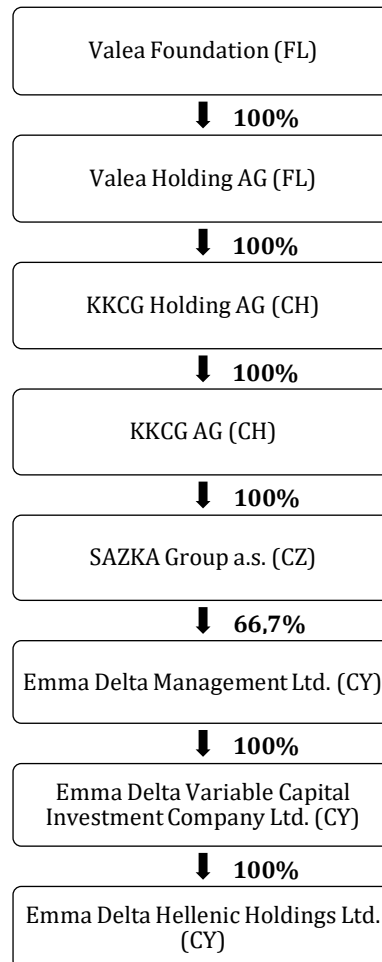 Valea Foundation (FL)
100%
Valea Holding AG (FL)
100%
KKCG Holding AG (CH)
100%
KKCG AG (CH)
100%
SAZKA Group a.s. (CZ)
66,7%
Emma Delta Management Ltd. (CY)
100%
Emma Delta Variable Capital
Investment Company Ltd. (CY)
100%
Emma Delta Hellenic Holdings Ltd.
(CY)